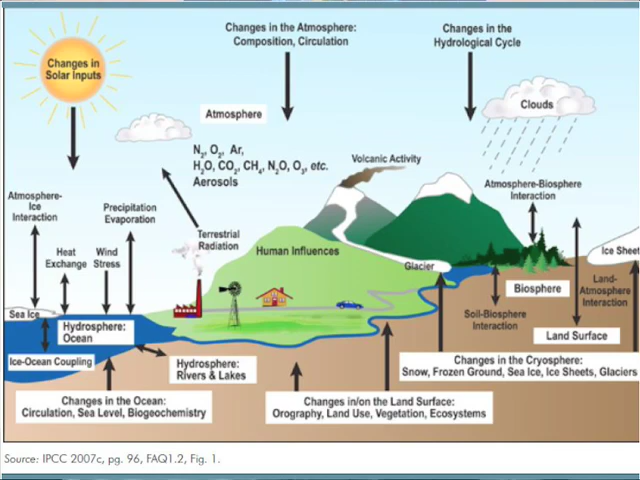 Changes in the Atmosphere:
Composition, Circulation
Changes in the
Hydrological Cycle
Changes in
Solar Inputs
Clouds
Atmosphere
N₂, O₂, Ar,
H₂O, CO₂, CH₄, N₂O, O₃, etc.
Aerosols
Volcanic Activity
Atmosphere-
Ice
Interaction
Precipitation
Evaporation
Atmosphere-Biosphere
Interaction
Terrestrial
Radiation
Heat
Exchange
Wind
Stress
Human Influences
Glacier
Ice Sheet
Land-
Atmosphere
Interaction
Biosphere
Soil-Biosphere
Interaction
Land Surface
Sea Ice
Hydrosphere:
Ocean
Ice-Ocean Coupling
Hydrosphere:
Rivers & Lakes
Changes in the Cryosphere:
Snow, Frozen Ground, Sea Ice, Ice Sheets, Glaciers
Changes in the Ocean:
Circulation, Sea Level, Biogeochemistry
Changes in/on the Land Surface:
Orography, Land Use, Vegetation, Ecosystems
Source: IPCC 2007c, pg. 96, FAQ1.2, Fig. 1.